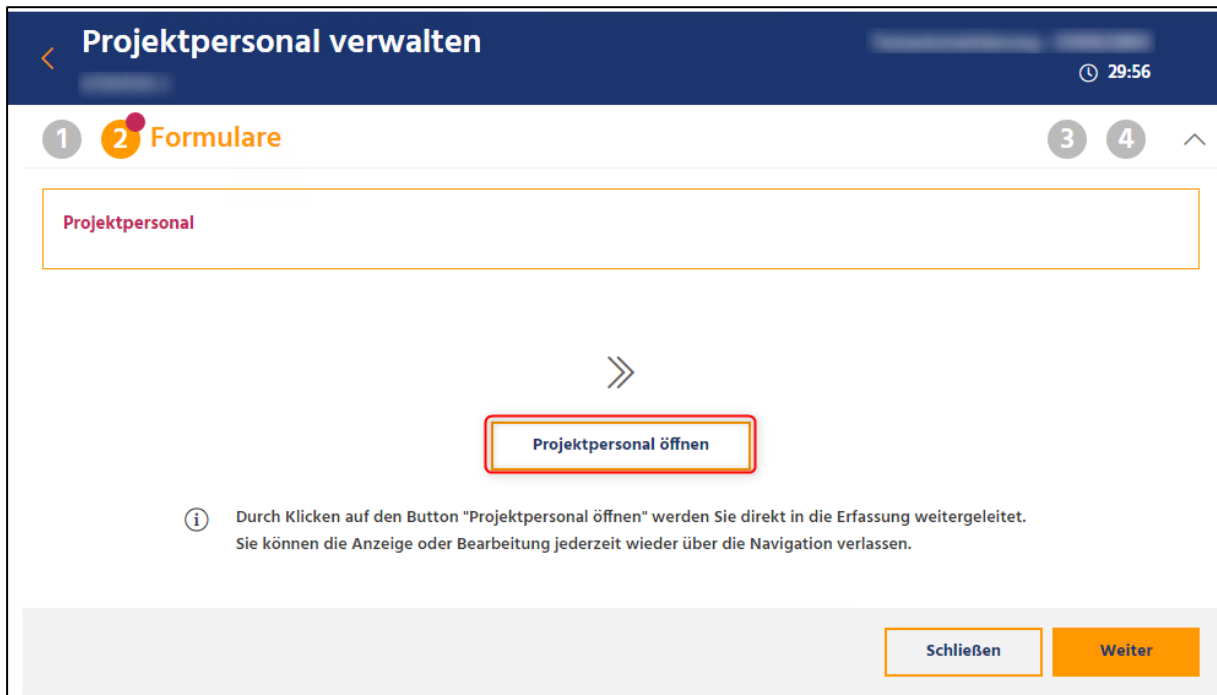 Projektpersonal verwalten
29:56
1 2 Formulare 3 4
Projektpersonal
Projektpersonal öffnen
i Durch Klicken auf den Button "Projektpersonal öffnen" werden Sie direkt in die Erfassung weitergeleitet.
Sie können die Anzeige oder Bearbeitung jederzeit wieder über die Navigation verlassen.
Schließen Weiter